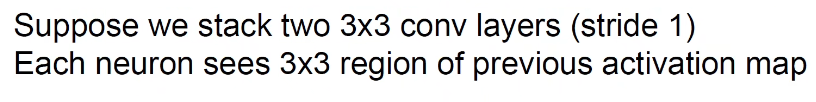 Suppose we stack two 3x3 conv layers (stride 1)
Each neuron sees 3x3 region of previous activation map